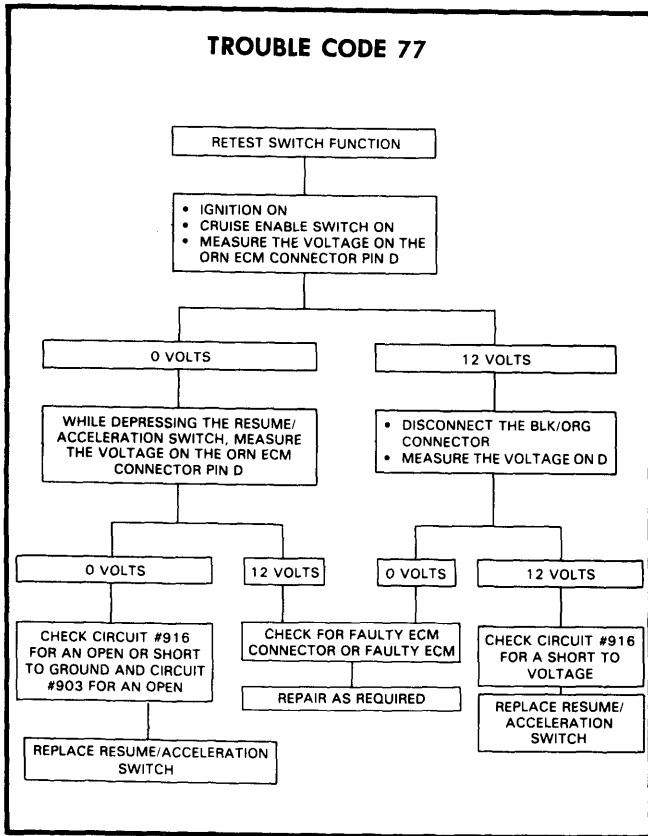 TROUBLE CODE 77
RETEST SWITCH FUNCTION
• IGNITION ON
• CRUISE ENABLE SWITCH ON
• MEASURE THE VOLTAGE ON THE
ORN ECM CONNECTOR PIN D
0 VOLTS
12 VOLTS
WHILE DEPRESSING THE RESUME/
ACCELERATION SWITCH, MEASURE
THE VOLTAGE ON THE ORN ECM
CONNECTOR PIN D
• DISCONNECT THE BLK/ORG
CONNECTOR
• MEASURE THE VOLTAGE ON D
0 VOLTS
12 VOLTS
0 VOLTS
12 VOLTS
CHECK CIRCUIT #916
FOR AN OPEN OR SHORT
TO GROUND AND CIRCUIT
#903 FOR AN OPEN
CHECK FOR FAULTY ECM
CONNECTOR OR FAULTY ECM
CHECK CIRCUIT #916
FOR A SHORT TO
VOLTAGE
REPAIR AS REQUIRED
REPLACE RESUME/
ACCELERATION
SWITCH
REPLACE RESUME/ACCELERATION
SWITCH